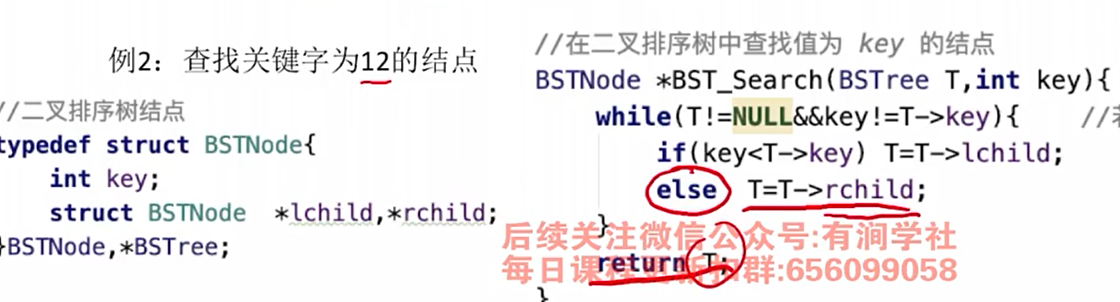 例2：查找关键字为12的结点
//二叉排序树结点
typedef struct BSTNode{
    int key;
    struct BSTNode  *lchild,*rchild;
}BSTNode,*BSTree;
//在二叉排序树中查找值为 key 的结点
BSTNode *BST_Search(BSTree T,int key){
    while(T!=NULL&&key!=T->key){    //
        if(key<T->key) T=T->lchild;
        else  T=T->rchild;
    }
    return T;
}
后续关注微信公众号:有涧学社
每日课程更新扣群:656099058